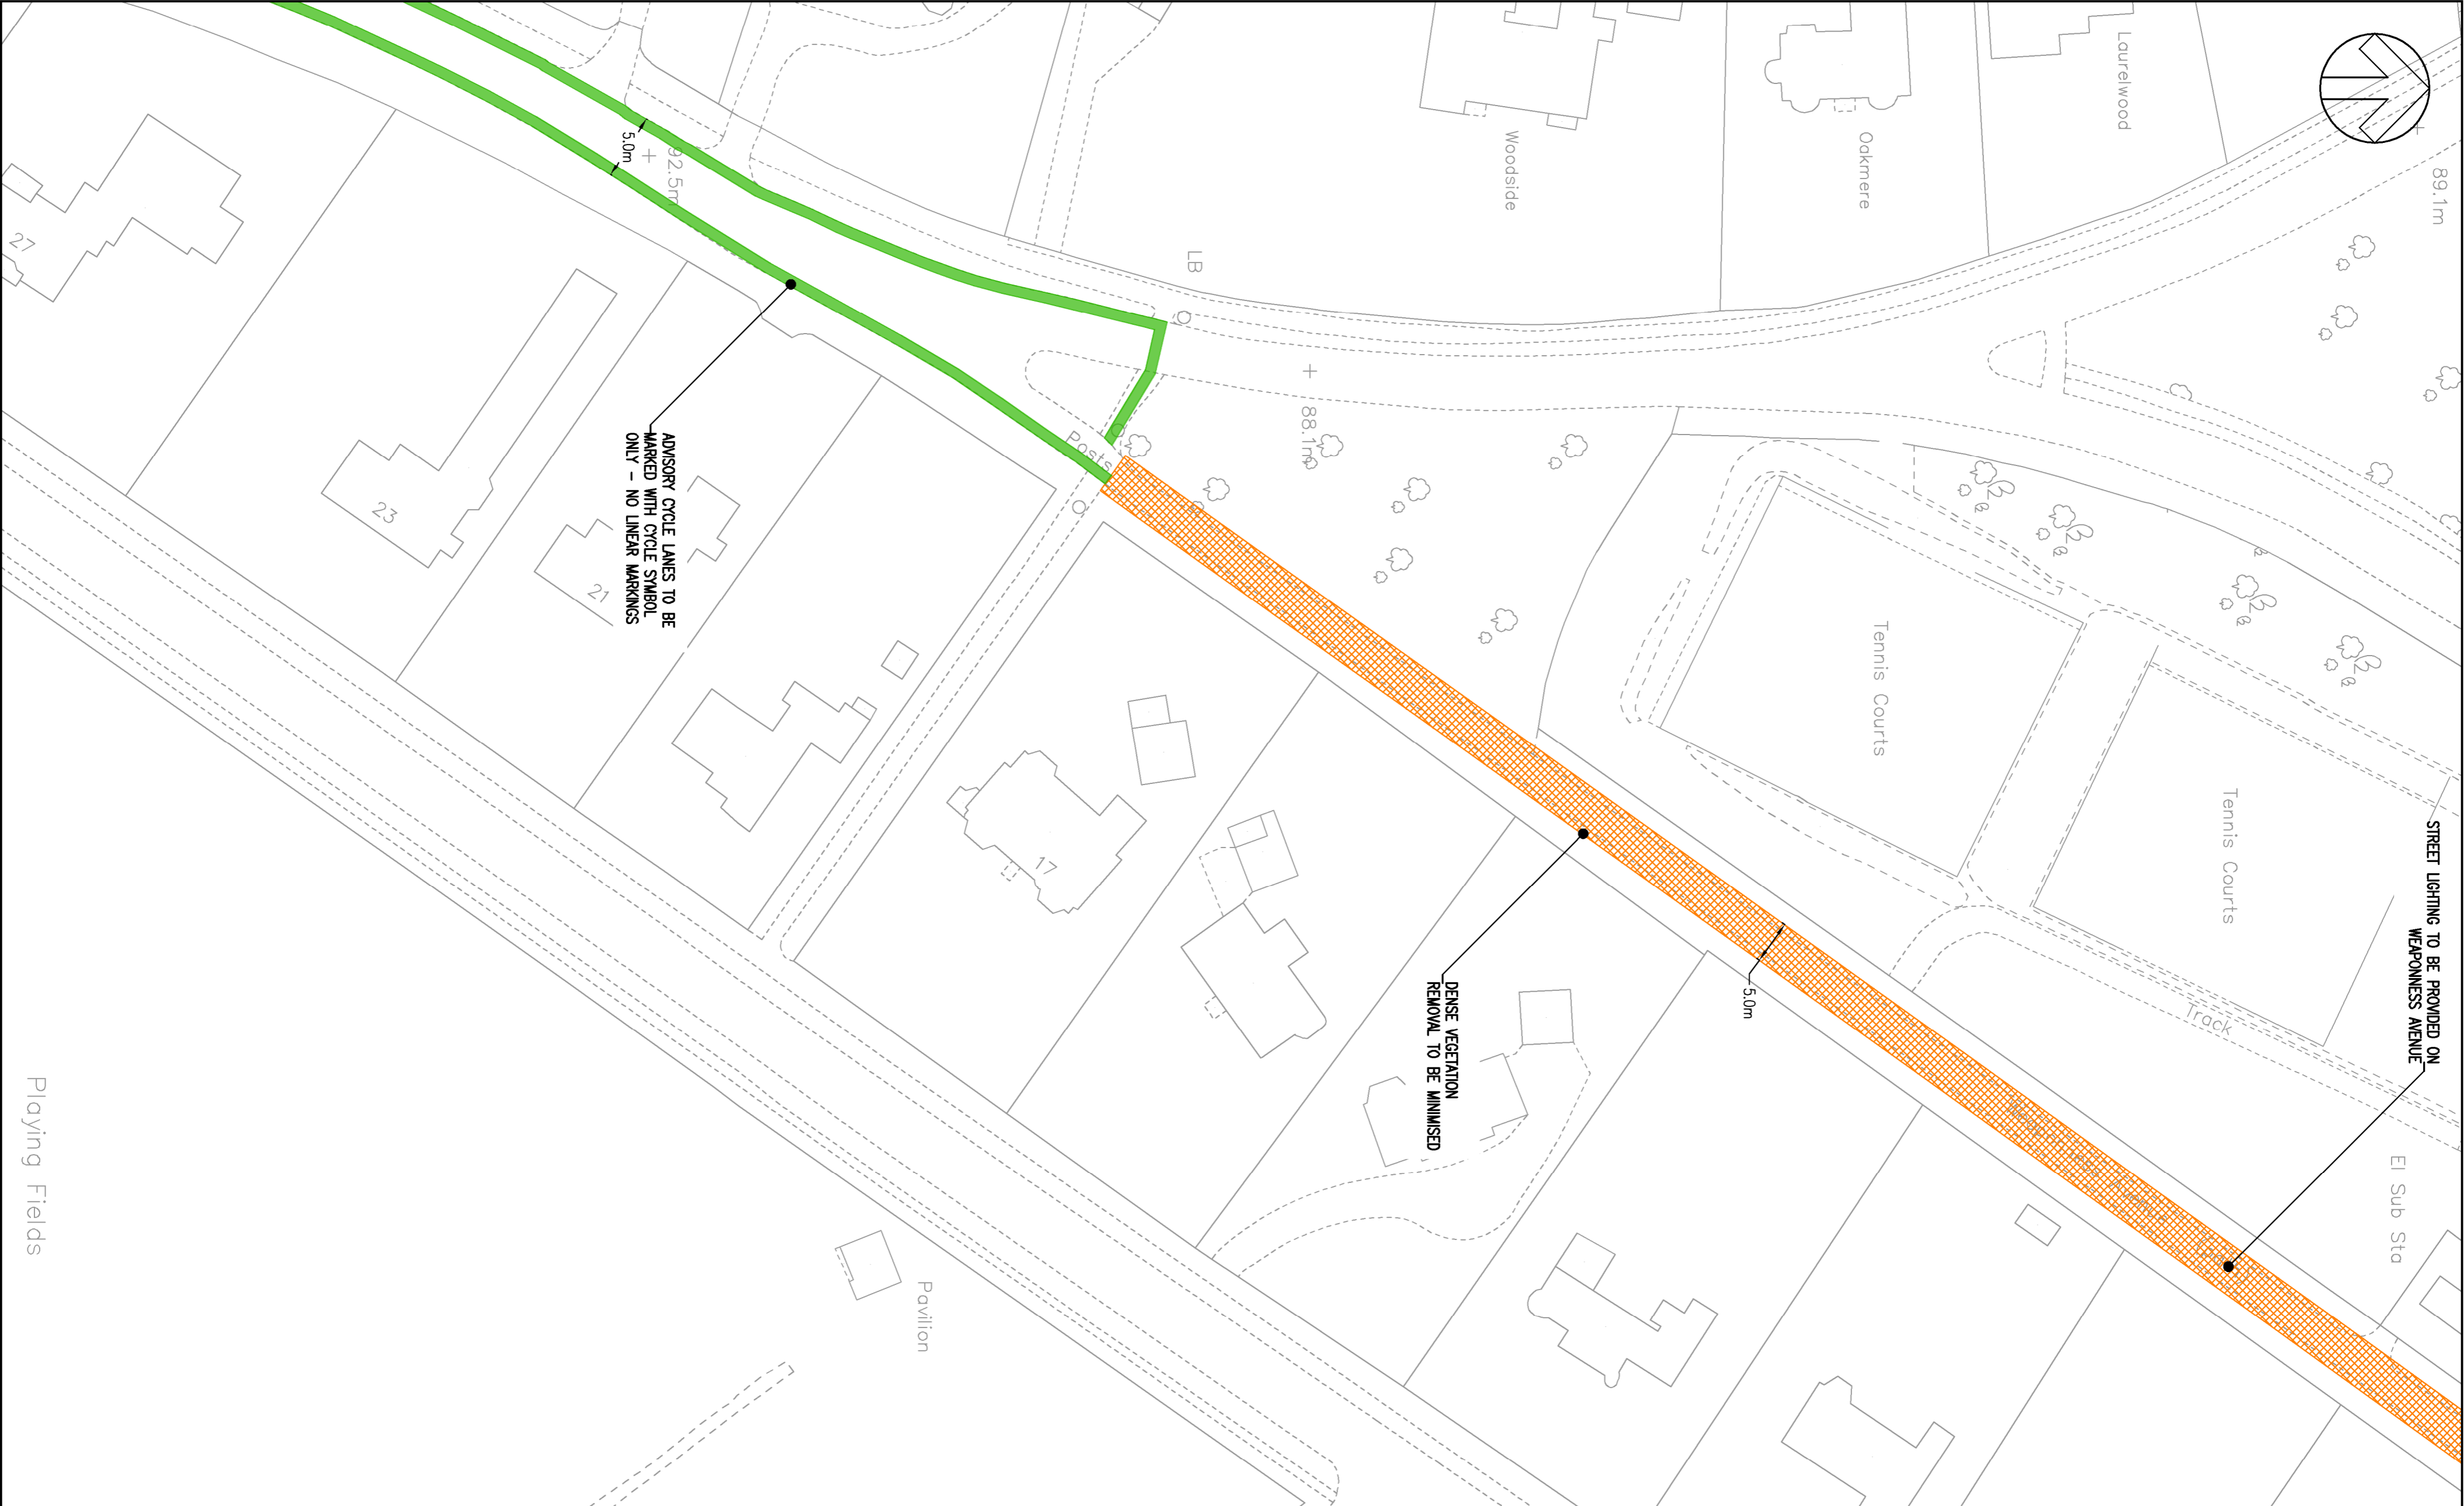 Laurelwood
89.1m
Oakmere
Woodside
LB
92.5m
5.0m
27
88.1m
Posts
ADVISORY CYCLE LANES TO BE
MARKED WITH CYCLE SYMBOL
ONLY - NO LINEAR MARKINGS
23
21
17
Tennis Courts
Tennis Courts
STREET LIGHTING TO BE PROVIDED ON
WEAPONNESS AVENUE
DENSE VEGETATION
REMOVAL TO BE MINIMISED
5.0m
Track
El Sub Sta
Pavilion
Playing Fields